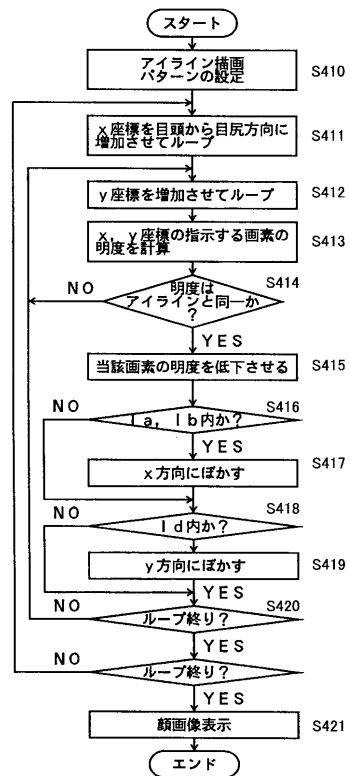 スタート
アイライン描画
パターンの設定
S410
x座標を目頭から目尻方向に
増加させてループ
S411
y座標を増加させてループ
S412
x，y座標の指示する画素の
明度を計算
S413
S414
NO
明度は
アイラインと同一か
？
YES
当該画素の明度を低下させる
S415
NO
S416
la，lb内か？
YES
x方向にぼかす
S417
NO
S418
ld内か？
y方向にぼかす
S419
YES
S420
NO
ループ終り？
YES
NO
ループ終り？
YES
顔画像表示
S421
エンド